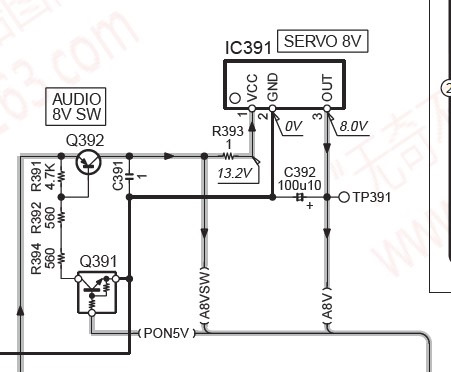 IC391
SERVO 8V
VCC
GND
OUT
1
2
3
AUDIO
8V SW
Q392
R393
1
0V
8.0V
13.2V
R391
4.7K
C391
1
C392
100u10
+
TP391
R392
560
R394
560
Q391
A8VSW
A8V
PON5V
2
63.com
www.